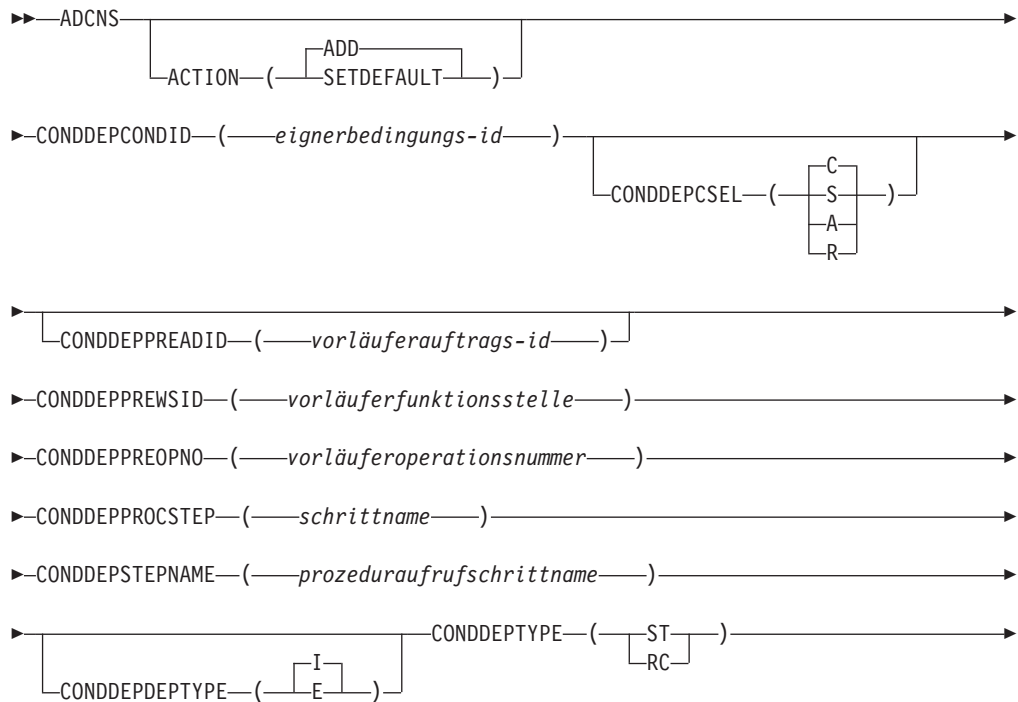 ADCNS
ADD
ACTION ( SETDEFAULT )
CONDDEPCONDID ( eignerbedingungs-id )
C
CONDDEPCSEL ( S )
A
R
CONDDEPPREADID ( vorläuferauftrags-id )
CONDDEPPREWSID ( vorläuferfunktionsstelle )
CONDDEPPREOPNO ( vorläuferoperationsnummer )
CONDDEPPROCSTEP ( schrittname )
CONDDEPSTEPNAME ( prozeduraufrufschrittname )
CONDDEPTYPE ( ST )
RC
I
CONDDEPDEPTYPE ( E )